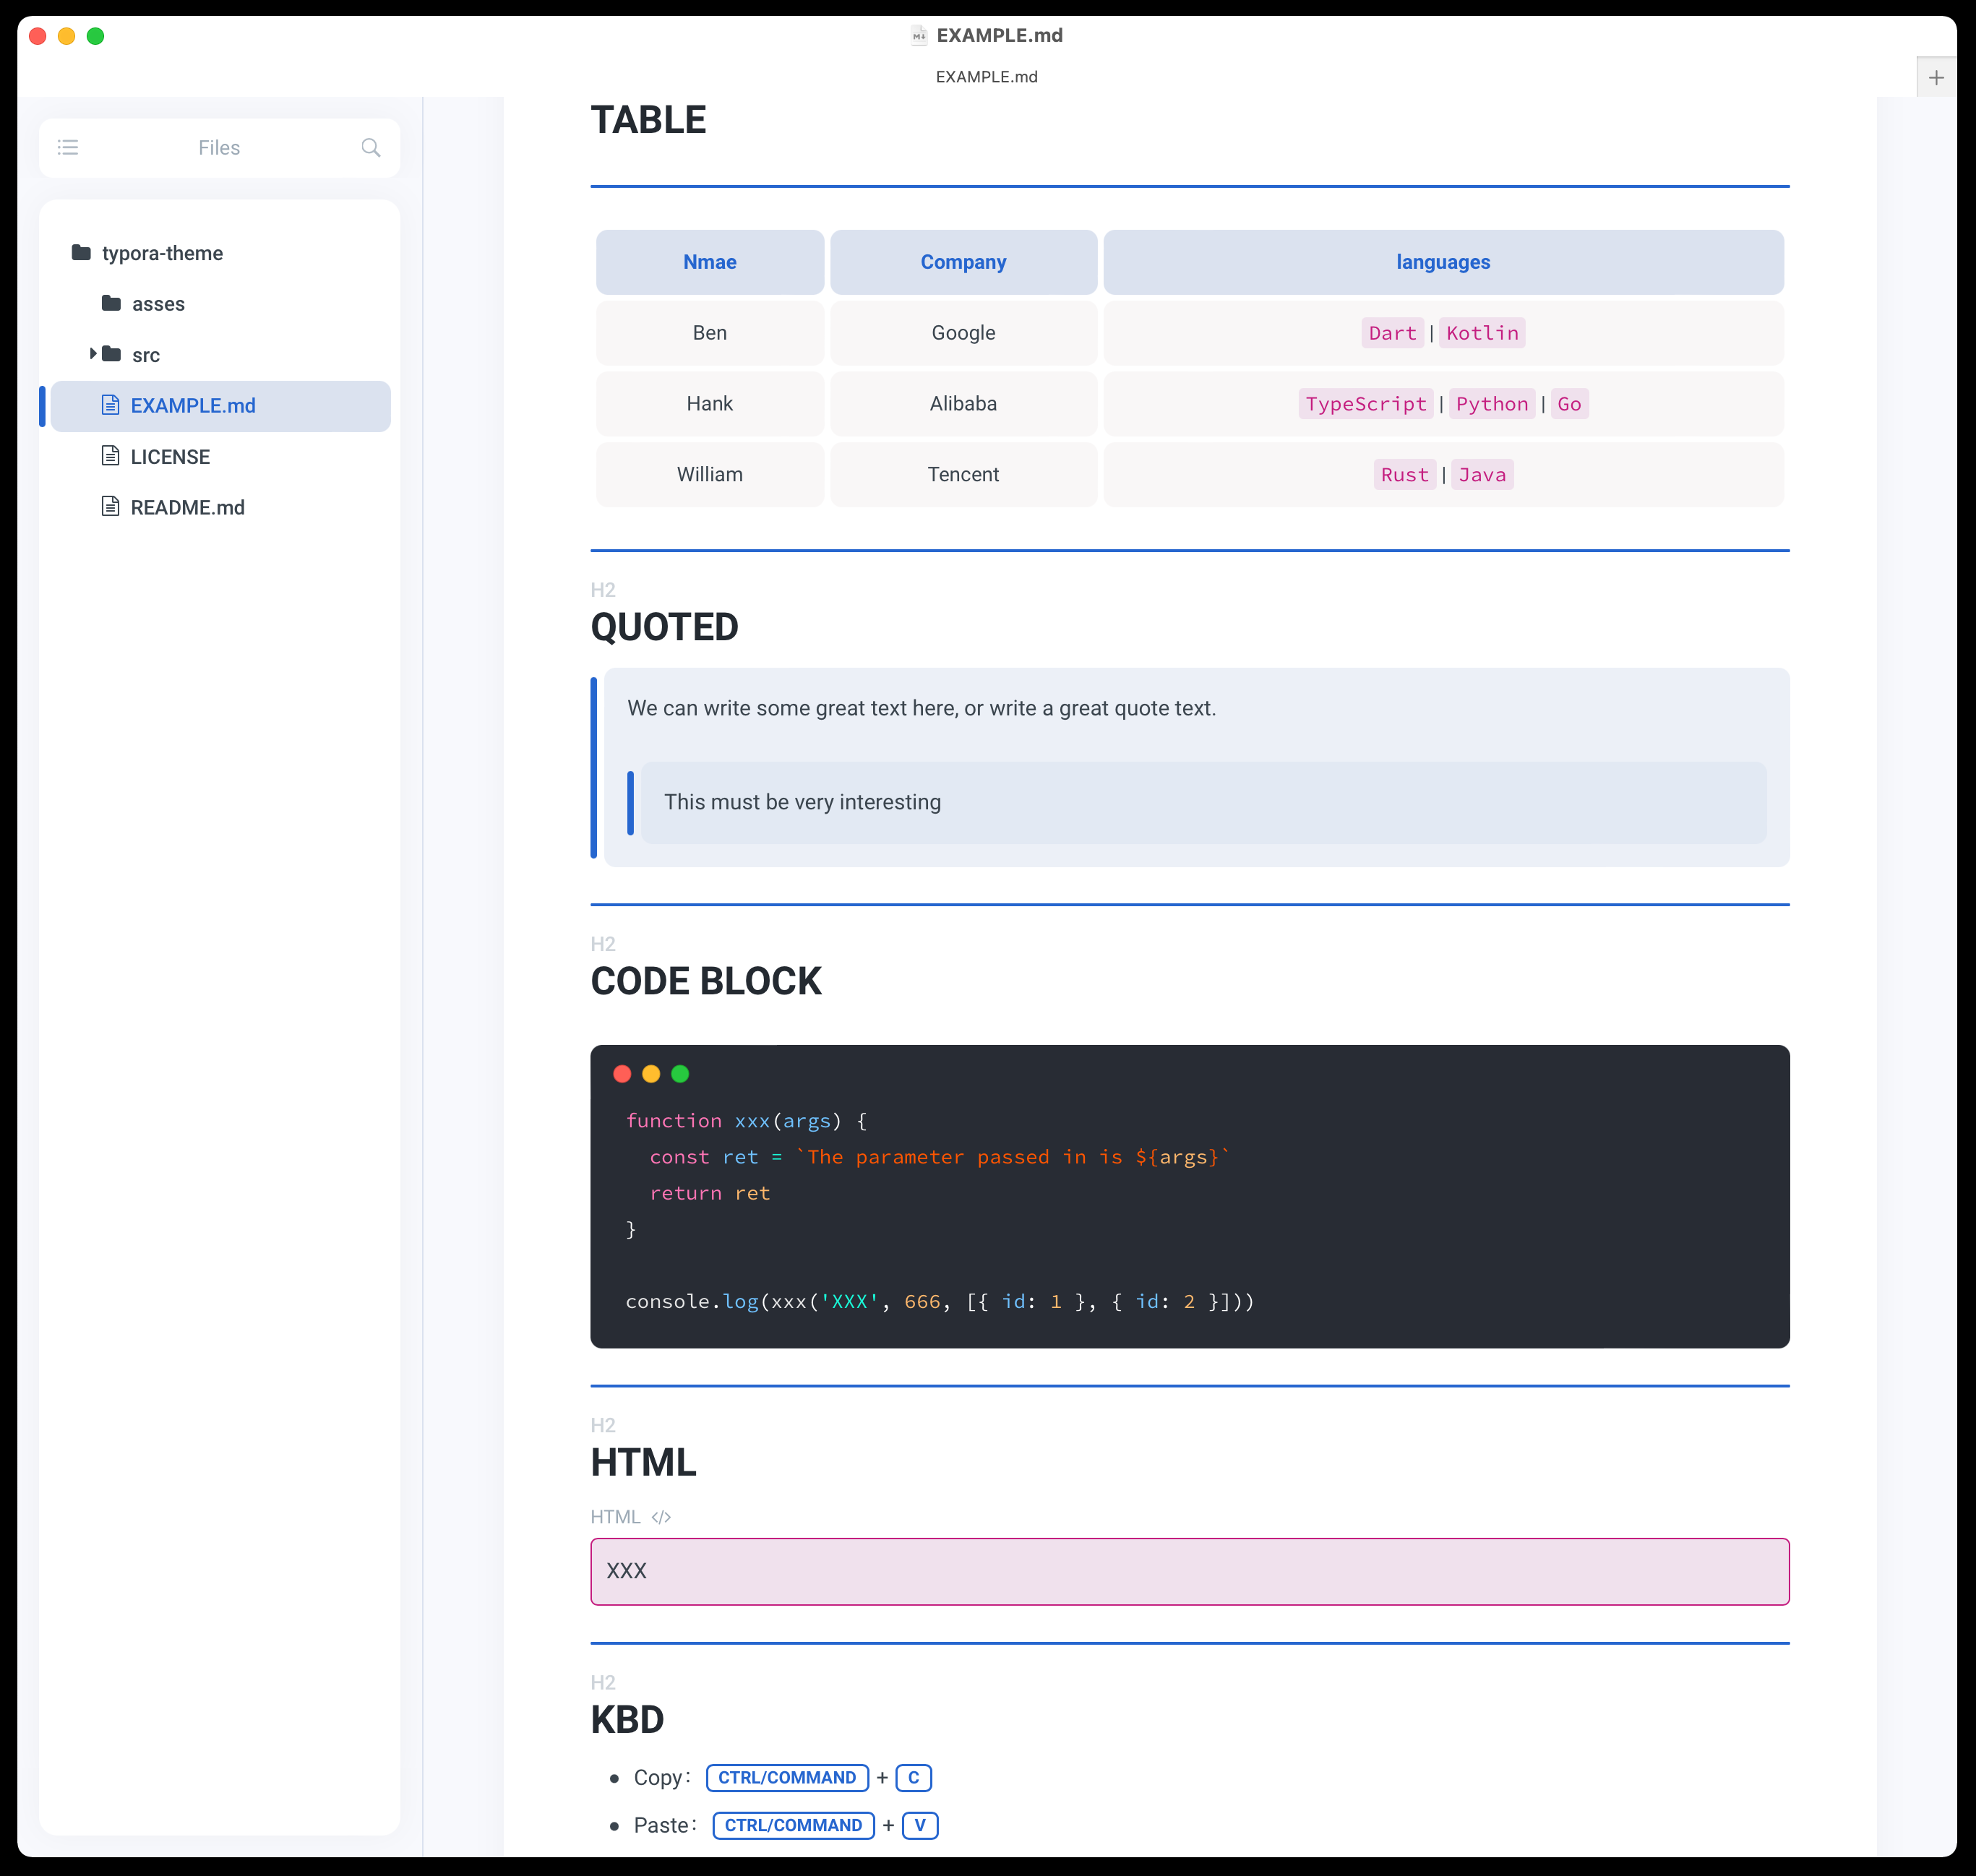 EXAMPLE.md
EXAMPLE.md
Files
typora-theme
asses
src
EXAMPLE.md
LICENSE
README.md
TABLE
Nmae Company languages
Ben Google Dart | Kotlin
Hank Alibaba TypeScript | Python | Go
William Tencent Rust | Java
H2
QUOTED
We can write some great text here, or write a great quote text.
This must be very interesting
H2
CODE BLOCK
function xxx(args) {
  const ret = `The parameter passed in is ${args}`
  return ret
}
console.log(xxx('XXX', 666, [{ id: 1 }, { id: 2 }]))
H2
HTML
HTML </>
XXX
H2
KBD
• Copy： CTRL/COMMAND + C
• Paste： CTRL/COMMAND + V